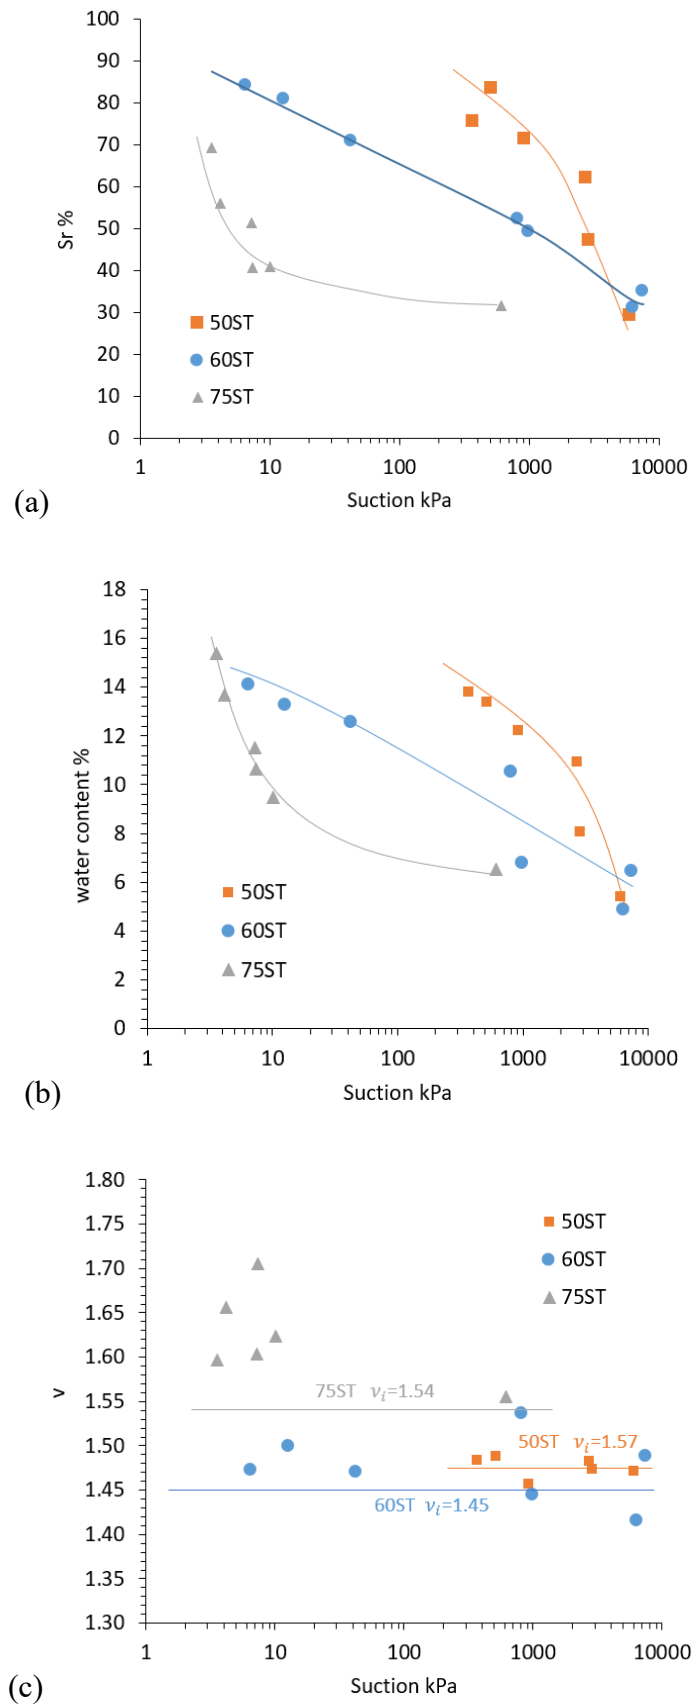 100
90
80
70
60
50
40
30
20
10
0
Sr %
50ST
60ST
75ST
1 10 100 1000 10000
Suction kPa
(a)
18
16
14
12
10
8
6
4
2
0
water content %
50ST
60ST
75ST
1 10 100 1000 10000
Suction kPa
(b)
1.80
1.75
1.70
1.65
1.60
1.55
1.50
1.45
1.40
1.35
1.30
v
50ST
60ST
75ST
75ST νᵢ=1.54
50ST νᵢ=1.57
60ST νᵢ=1.45
1 10 100 1000 10000
Suction kPa
(c)